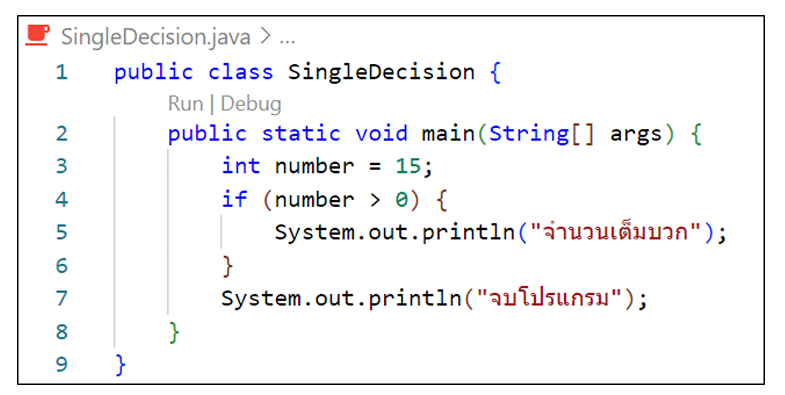 SingleDecision.java > ...
1 public class SingleDecision {
Run | Debug
2 public static void main(String[] args) {
3 int number = 15;
4 if (number > 0) {
5 System.out.println("จำนวนเต็มบวก");
6 }
7 System.out.println("จบโปรแกรม");
8 }
9 }